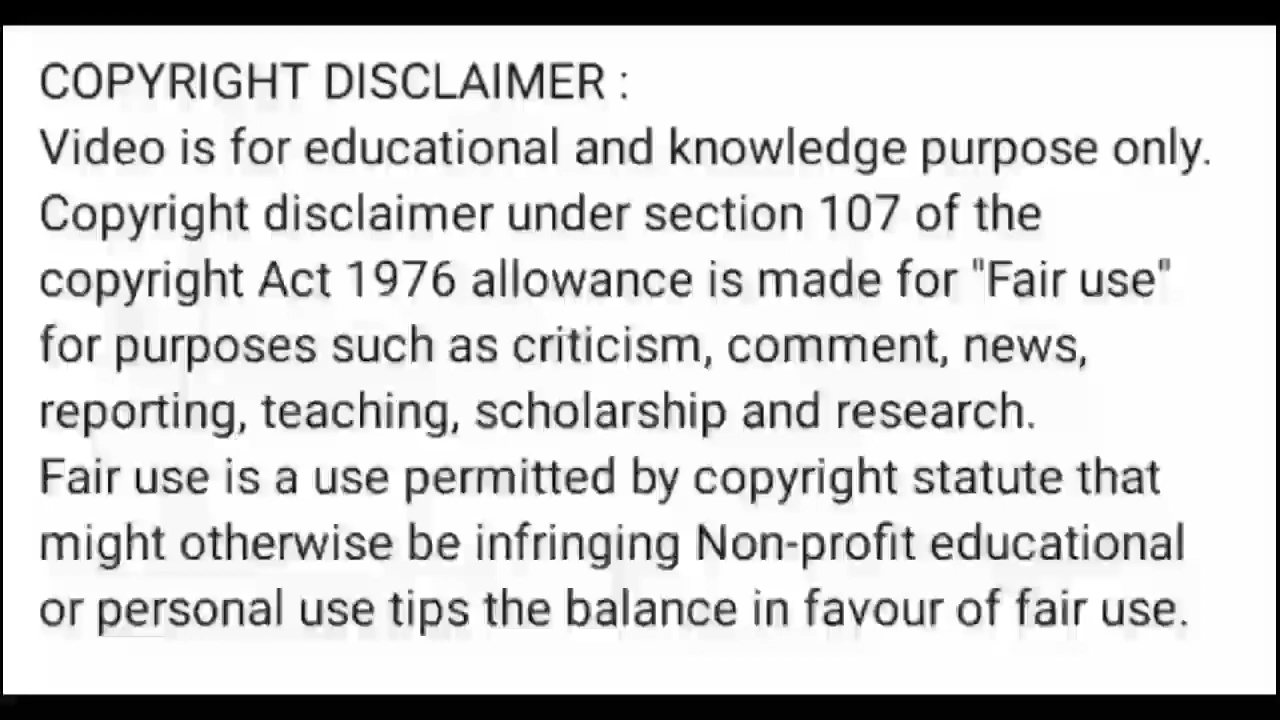 COPYRIGHT DISCLAIMER :
Video is for educational and knowledge purpose only.
Copyright disclaimer under section 107 of the
copyright Act 1976 allowance is made for "Fair use"
for purposes such as criticism, comment, news,
reporting, teaching, scholarship and research.
Fair use is a use permitted by copyright statute that
might otherwise be infringing Non-profit educational
or personal use tips the balance in favour of fair use.